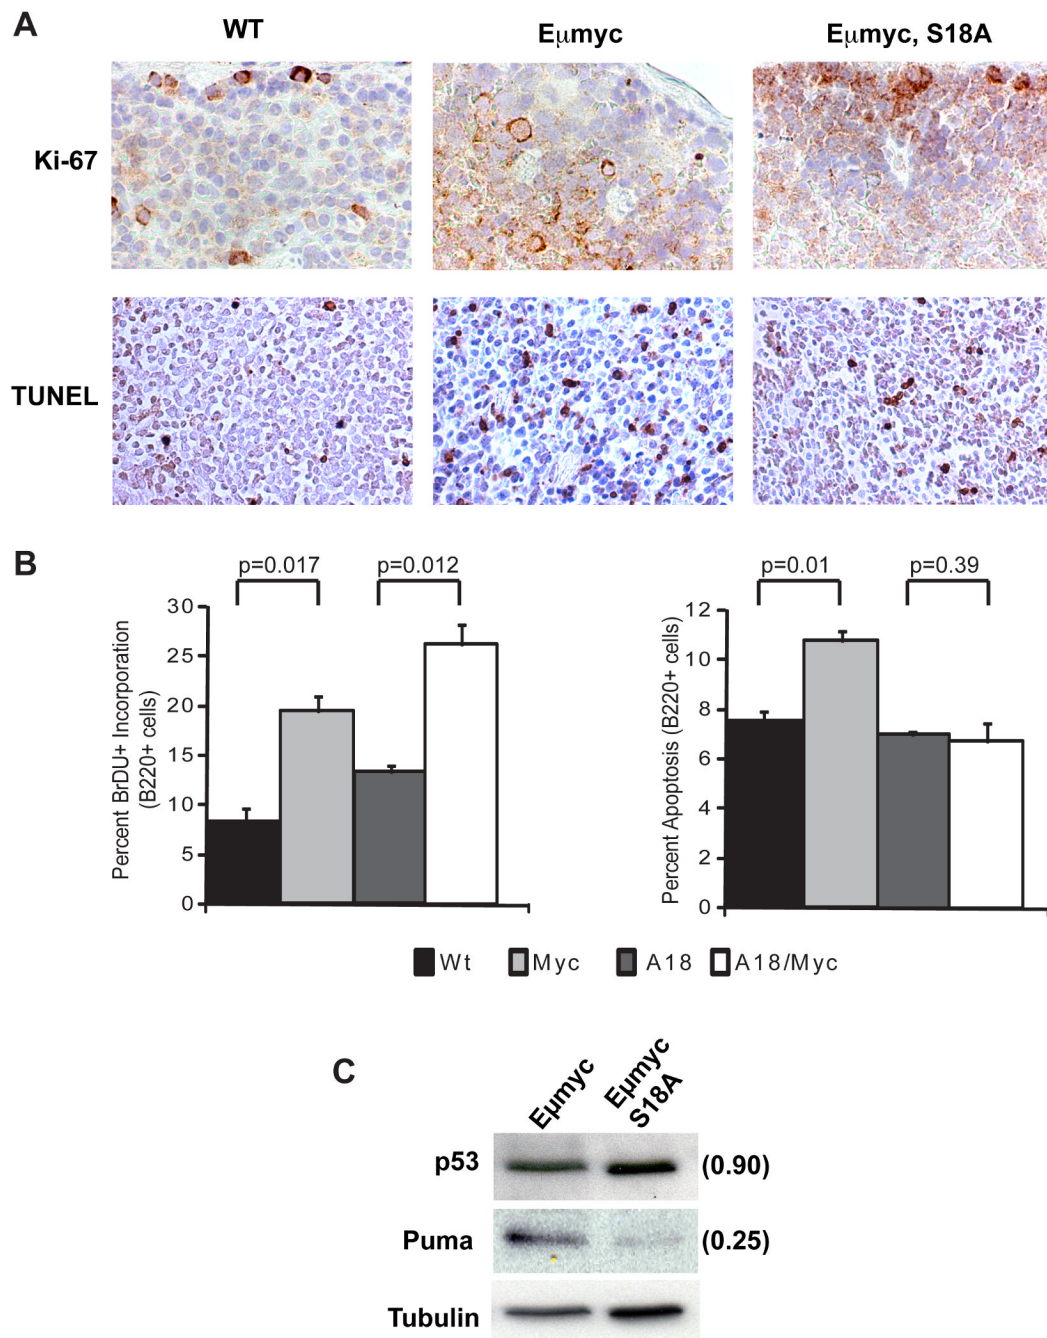 A
WT
Eµmyc
Eµmyc, S18A
Ki-67
TUNEL
B
p=0.017
p=0.012
30
25
20
15
10
5
0
Percent BrDU+ Incorporation
(B220+ cells)
p=0.01
p=0.39
12
10
8
6
4
2
0
Percent Apoptosis (B220+ cells)
Wt
Myc
A18
A18/Myc
C
Eµmyc
Eµmyc
S18A
p53
(0.90)
Puma
(0.25)
Tubulin